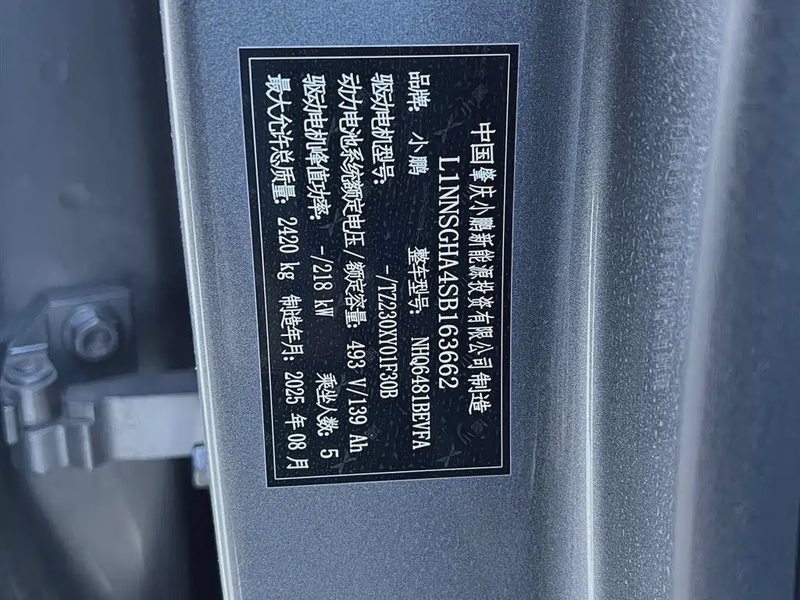 中国肇庆小鹏新能源投资有限公司制造
L1NNSGHA4SB163662
品牌： 小鹏 整车型号： NHQ6481BEVFA
驱动电机型号： -/TZ230XY01F30B
动力电池系统额定电压 / 额定容量： 493 V/139 Ah
驱动电机峰值功率： -/218 kW 乘坐人数： 5
最大允许总质量： 2420 kg 制造年月： 2025 年 08 月